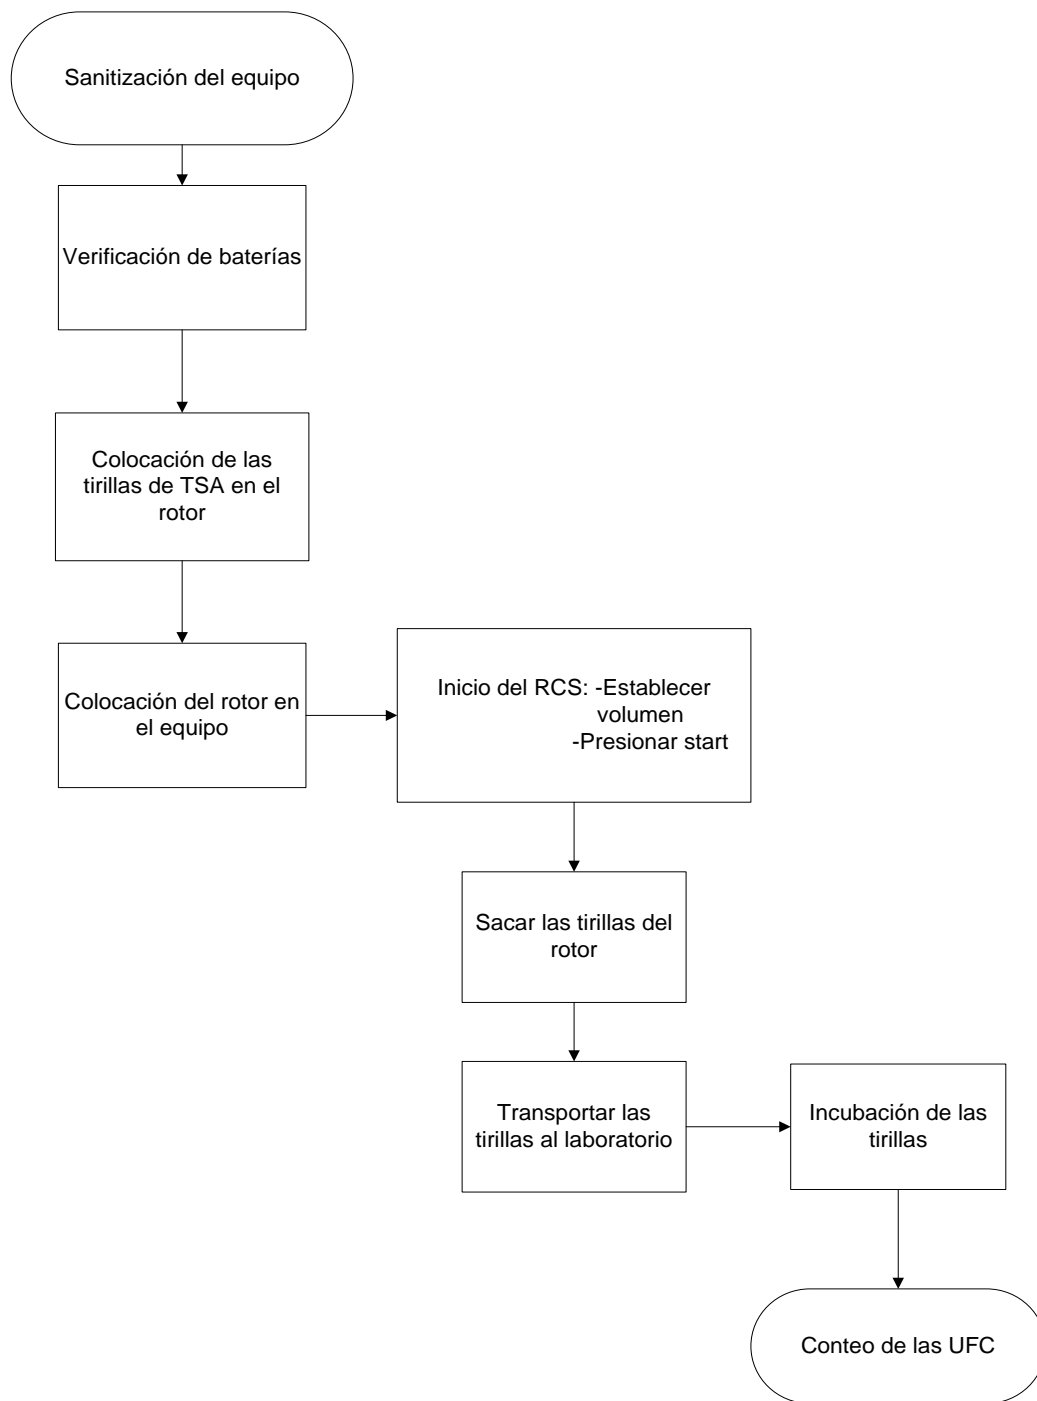 Sanitización del equipo
Verificación de baterías
Colocación de las
tirillas de TSA en el
rotor
Colocación del rotor en
el equipo
Inicio del RCS: -Establecer
volumen
-Presionar start
Sacar las tirillas del
rotor
Transportar las
tirillas al laboratorio
Incubación de las
tirillas
Conteo de las UFC